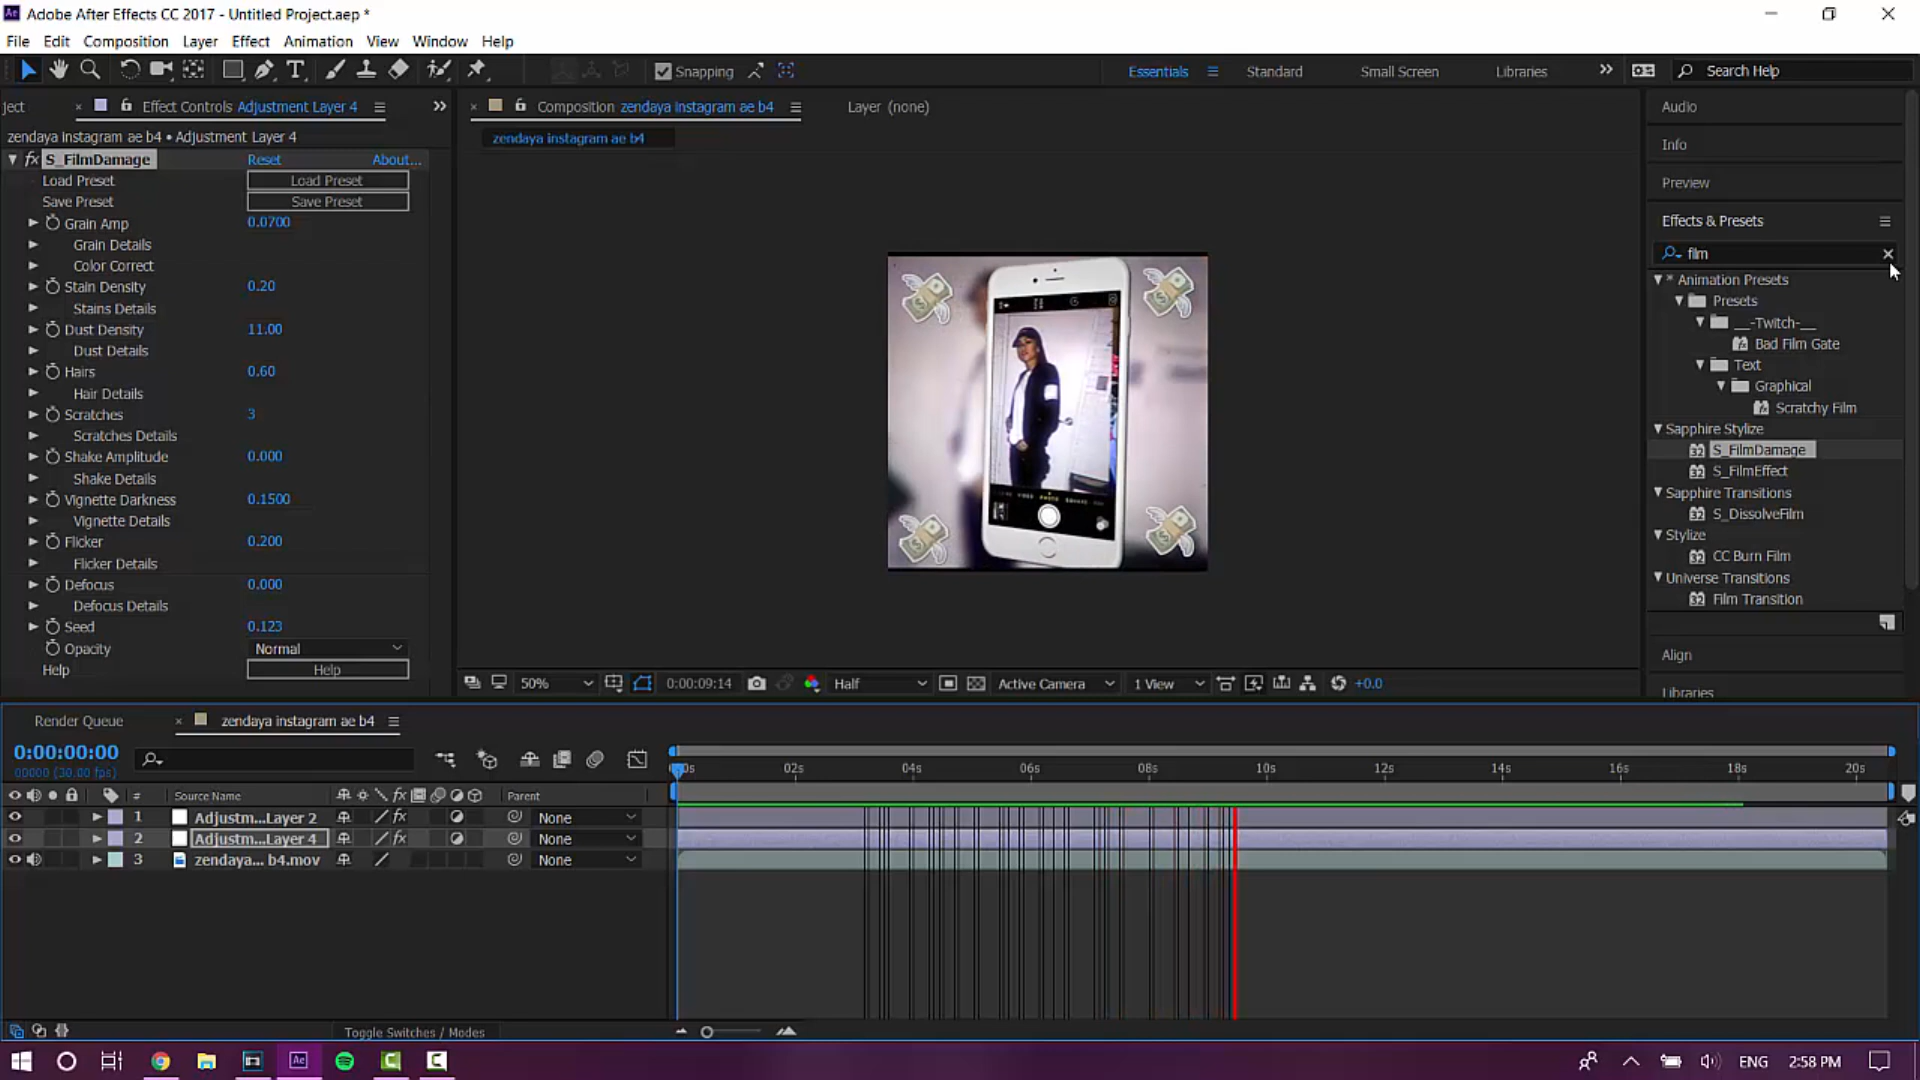 Adobe After Effects CC 2017 - Untitled Project.aep *
File Edit Composition Layer Effect Animation View Window Help
Snapping Essentials Standard Small Screen Libraries Search Help
ject Effect Controls Adjustment Layer 4
zendaya instagram ae b4 • Adjustment Layer 4
S_FilmDamage Reset About...
Load Preset Load Preset
Save Preset Save Preset
Grain Amp 0.0700
Grain Details
Color Correct
Stain Density 0.20
Stains Details
Dust Density 11.00
Dust Details
Hairs 0.60
Hair Details
Scratches 3
Scratches Details
Shake Amplitude 0.000
Shake Details
Vignette Darkness 0.1500
Vignette Details
Flicker 0.200
Flicker Details
Defocus 0.000
Defocus Details
Seed 0.123
Opacity Normal
Help Help
Composition zendaya instagram ae b4 Layer (none)
zendaya instagram ae b4
VIDEO PHOTO SQUARE
50% 0:00:09:14 Half Active Camera 1 View +0.0
Audio
Info
Preview
Effects & Presets
film
* Animation Presets
Presets
__-Twitch-__
Bad Film Gate
Text
Graphical
Scratchy Film
Sapphire Stylize
S_FilmDamage
S_FilmEffect
Sapphire Transitions
S_DissolveFilm
Stylize
CC Burn Film
Universe Transitions
Film Transition
Align
Libraries
Render Queue zendaya instagram ae b4
0:00:00:00
00000 (30.00 fps)
0s 02s 04s 06s 08s 10s 12s 14s 16s 18s 20s
# Source Name Parent
1 Adjustm...Layer 2 None
2 Adjustm...Layer 4 None
3 zendaya... b4.mov None
Toggle Switches / Modes
Ae ENG 2:58 PM